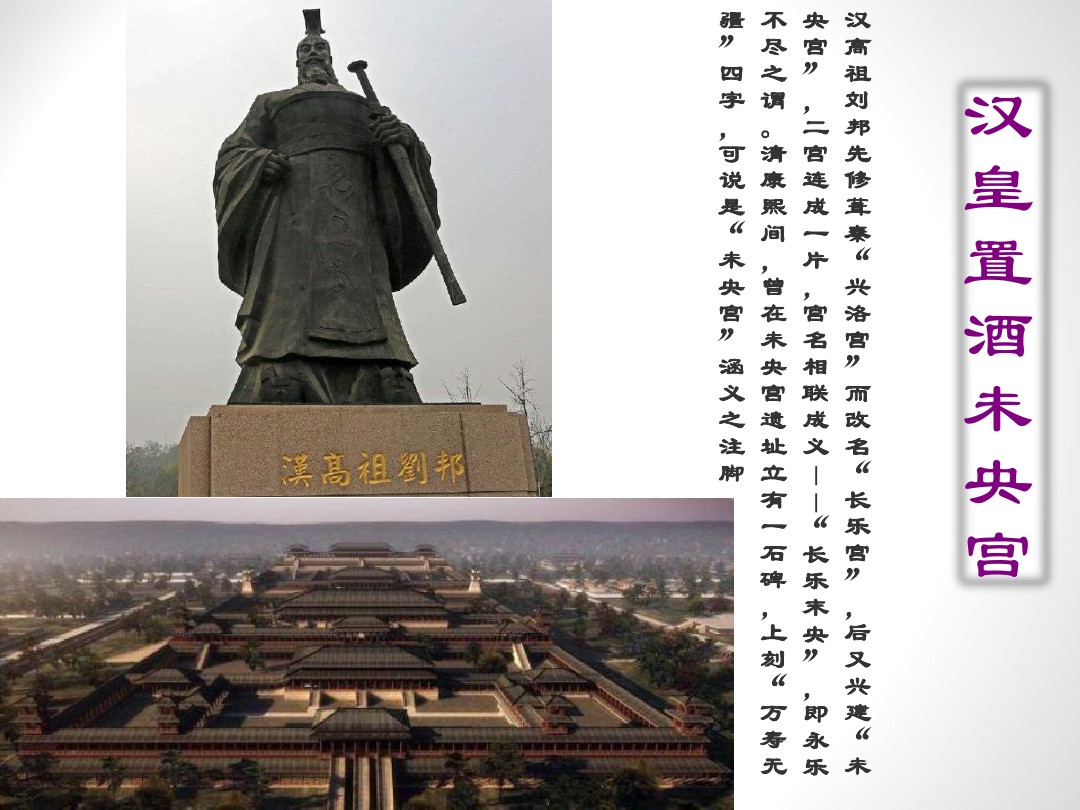 汉皇置酒未央宫
汉高祖刘邦先修葺秦“兴洛宫”而改名“长乐宫”，后又兴建“未
央宫”，二宫连成一片，宫名相联成义——“长乐末央”，即永乐
不尽之谓。清康熙间，曾在未央宫遗址立有一石碑，上刻“万寿无
疆”四字，可说是“未央宫”涵义之注脚
漢高祖劉邦